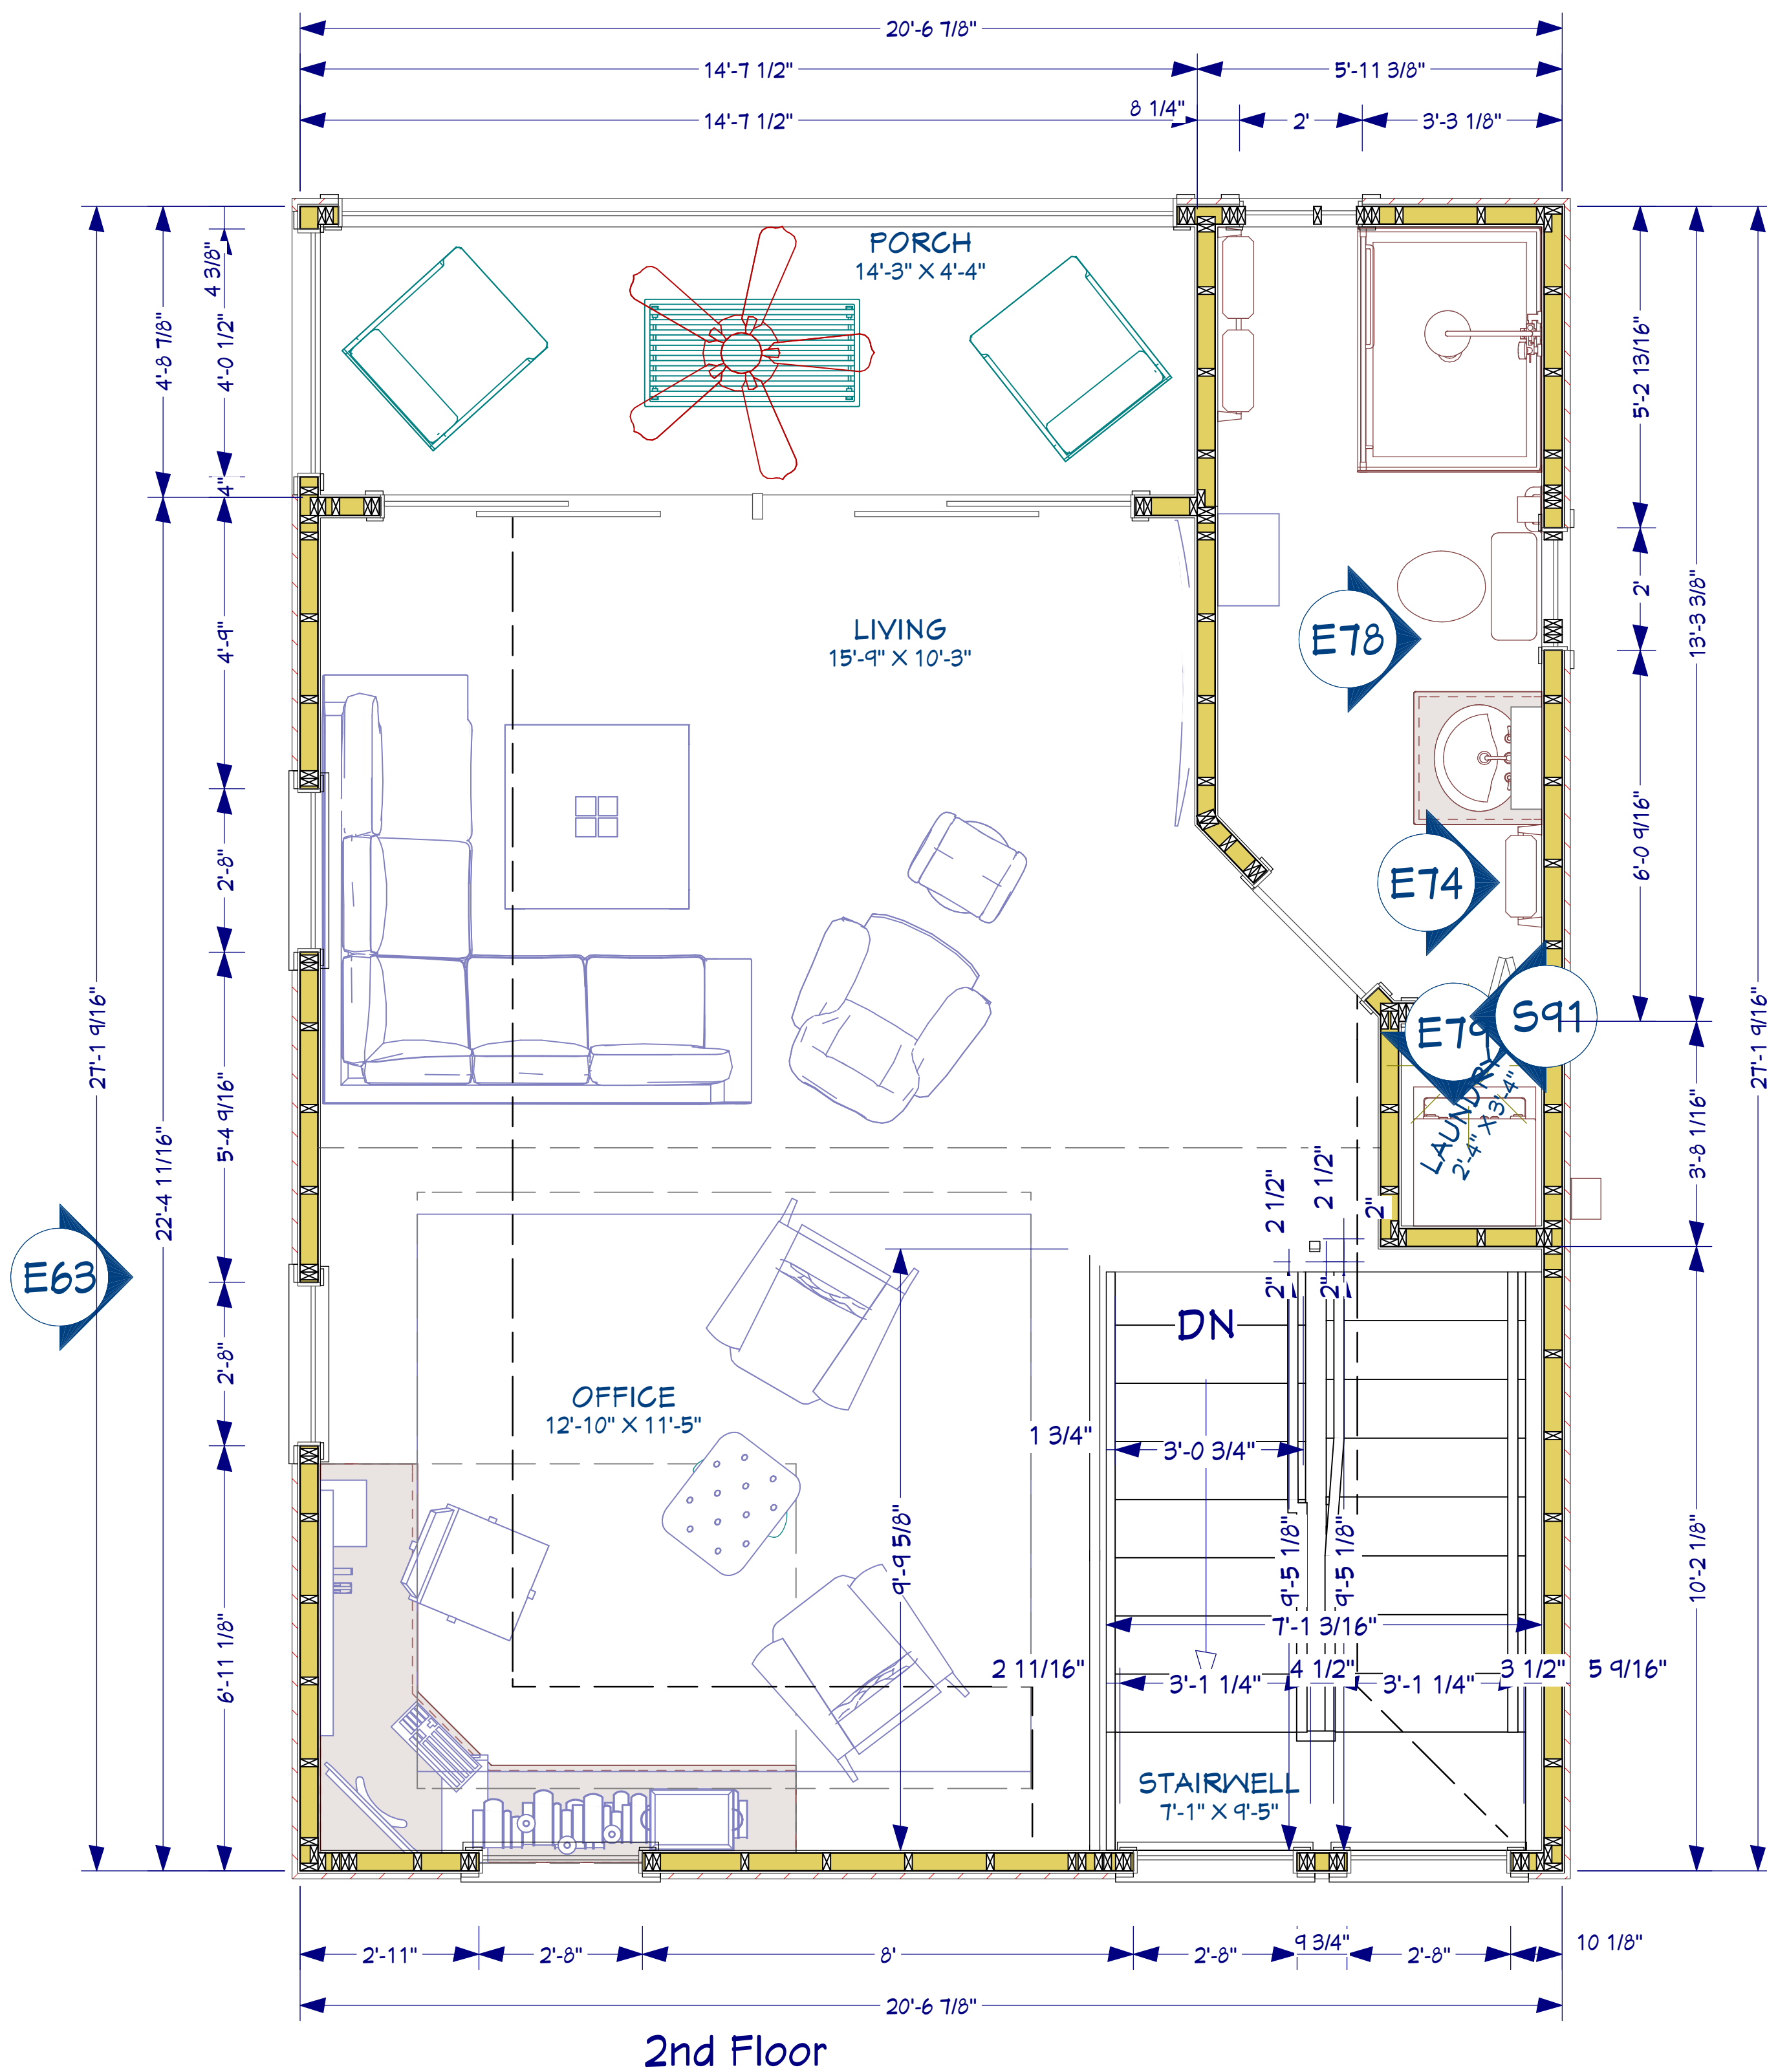 20'-6 7/8"
14'-7 1/2"
5'-11 3/8"
14'-7 1/2"
8 1/4"
2'
3'-3 1/8"
PORCH
14'-3" X 4'-4"
4 3/8"
4'-0 1/2"
4'-8 7/8"
4"
5'-2 13/16"
LIVING
15'-9" X 10'-3"
E78
4'-9"
2'
13'-3 3/8"
2'-8"
E74
6'-0 9/16"
27'-1 9/16"
22'-4 11/16"
5'-4 9/16"
E79
S91
LAUNDRY
2'-4" X 3'-4"
27'-1 9/16"
3'-8 1/16"
2 1/2"
2 1/2"
2"
E63
2"
2"
DN
2'-8"
OFFICE
12'-10" X 11'-5"
1 3/4"
3'-0 3/4"
9'-9 5/8"
9'-5 1/8"
9'-5 1/8"
10'-2 1/8"
7'-1 3/16"
6'-11 1/8"
2 11/16"
3'-1 1/4"
4 1/2"
3'-1 1/4"
3 1/2"
5 9/16"
STAIRWELL
7'-1" X 9'-5"
2'-11"
2'-8"
8'
2'-8"
9 3/4"
2'-8"
10 1/8"
20'-6 7/8"
2nd Floor